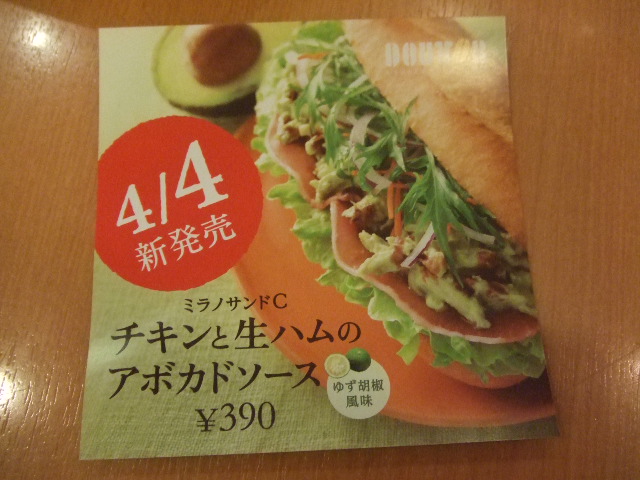 DOUTOR
4/4
新発売
ミラノサンドC
チキンと生ハムの
アボカドソース
ゆず胡椒
風味
¥390